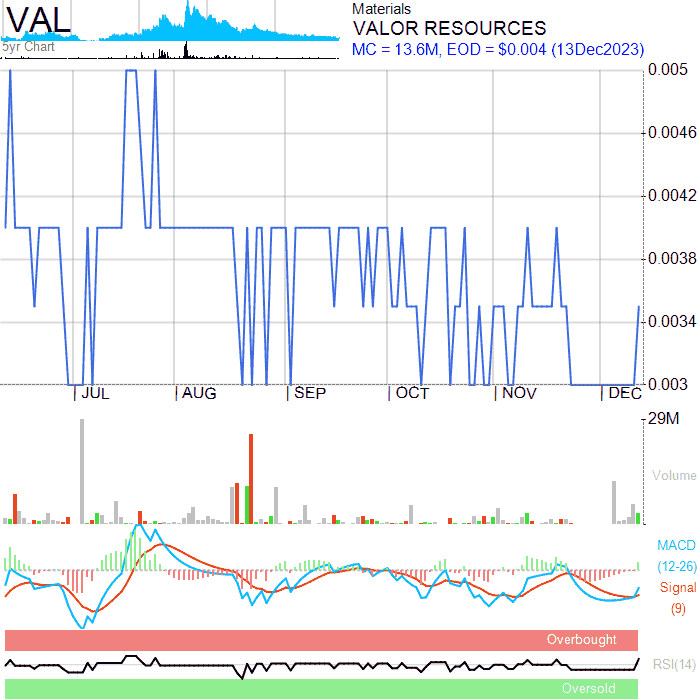 VAL
5yr Chart
Materials
VALOR RESOURCES
MC = 13.6M, EOD = $0.004 (13Dec2023)
0.005
0.0046
0.0042
0.0038
0.0034
0.003
JUL AUG SEP OCT NOV DEC
29M
Volume
MACD
(12-26)
Signal
(9)
Overbought
RSI(14)
Oversold